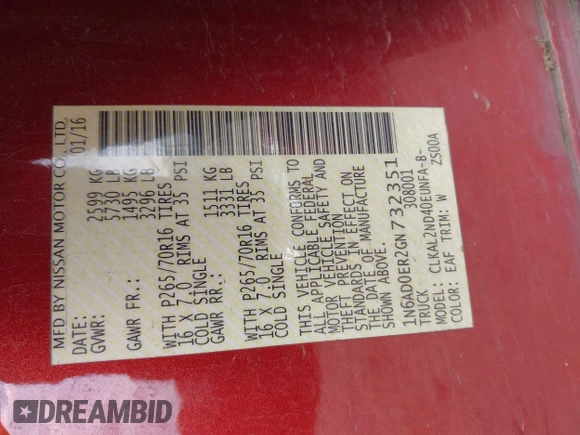 MFD BY NISSAN MOTOR CO., LTD.
DATE: 01/16
GVWR: 2599 KG
5730 LB
GAWR FR.: 1495 KG
3296 LB
WITH P265/70R16 TIRES
16 X 7.0 RIMS AT 35 PSI
COLD SINGLE
GAWR RR.: 1511 KG
3331 LB
WITH P265/70R16 TIRES
16 X 7.0 RIMS AT 35 PSI
COLD SINGLE
THIS VEHICLE CONFORMS TO
ALL APPLICABLE FEDERAL
MOTOR VEHICLE SAFETY AND
THEFT PREVENTION
STANDARDS IN EFFECT ON
THE DATE OF MANUFACTURE
SHOWN ABOVE.
1N6AD0ER2GN732351
TRUCK 308001
MODEL: CLKALZND40EUNFA-B-
ZS00A
COLOR: EAF TRIM: W
DREAMBID